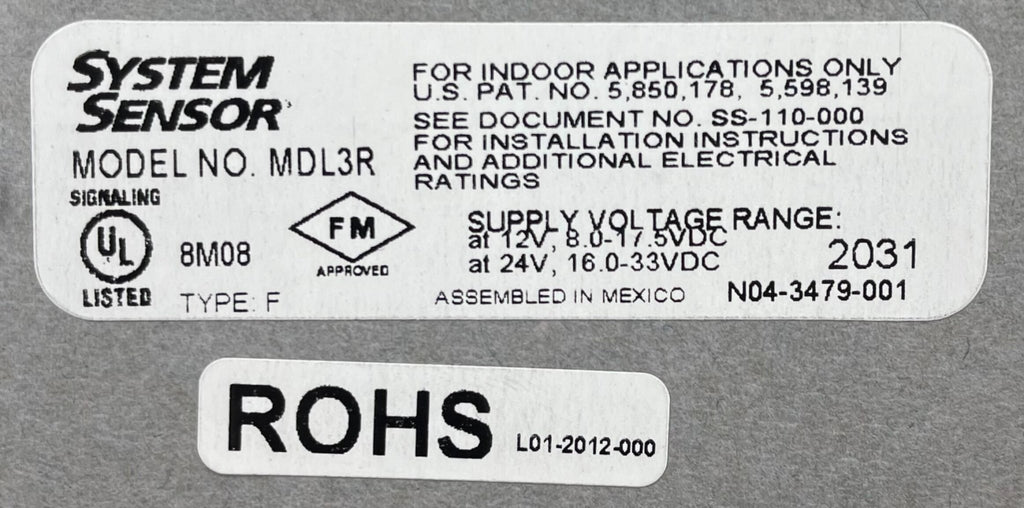 SYSTEM
SENSOR
MODEL NO. MDL3R
SIGNALING
UL
LISTED
8M08
TYPE: F
FM
APPROVED
FOR INDOOR APPLICATIONS ONLY
U.S. PAT. NO. 5,850,178, 5,598,139
SEE DOCUMENT NO. SS-110-000
FOR INSTALLATION INSTRUCTIONS
AND ADDITIONAL ELECTRICAL
RATINGS
SUPPLY VOLTAGE RANGE:
at 12V, 8.0-17.5VDC
at 24V, 16.0-33VDC
2031
ASSEMBLED IN MEXICO
N04-3479-001
ROHS
L01-2012-000